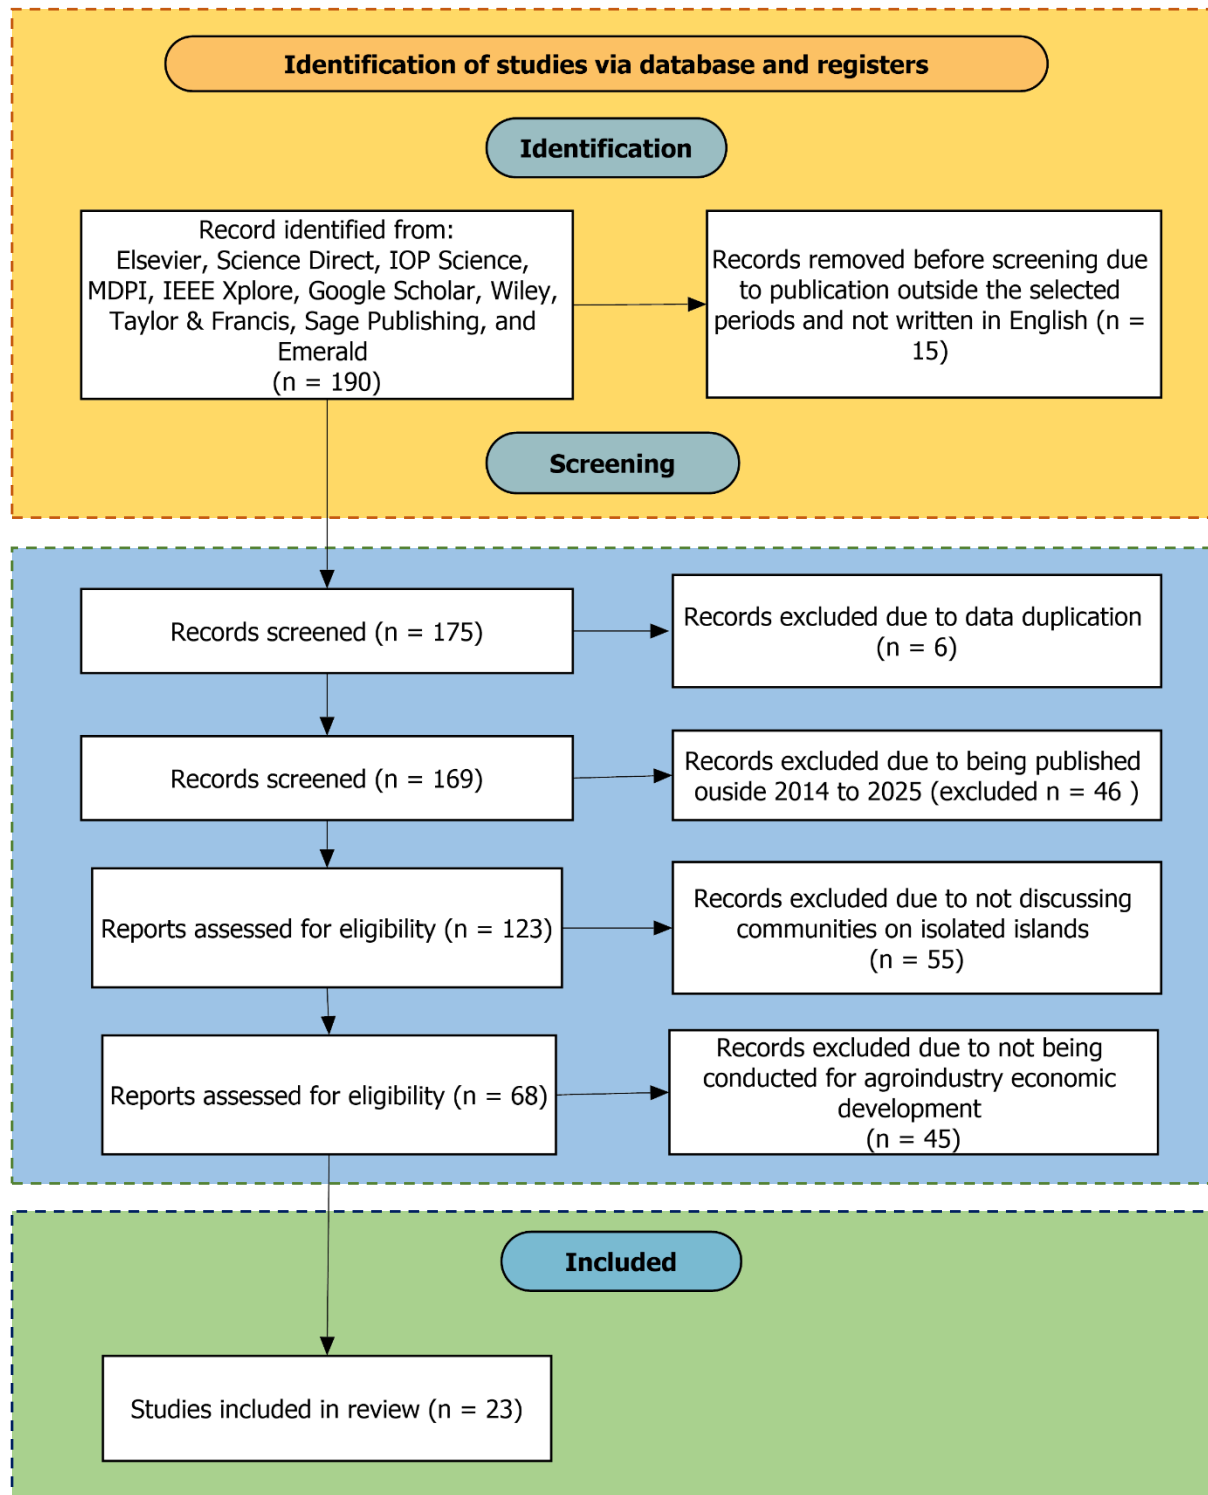 Identification of studies via database and registers
Identification
Record identified from:
Elsevier, Science Direct, IOP Science,
MDPI, IEEE Xplore, Google Scholar, Wiley,
Taylor & Francis, Sage Publishing, and
Emerald
(n = 190)
Records removed before screening due
to publication outside the selected
periods and not written in English (n =
15)
Screening
Records screened (n = 175)
Records excluded due to data duplication
(n = 6)
Records screened (n = 169)
Records excluded due to being published
ouside 2014 to 2025 (excluded n = 46 )
Reports assessed for eligibility (n = 123)
Records excluded due to not discussing
communities on isolated islands
(n = 55)
Reports assessed for eligibility (n = 68)
Records excluded due to not being
conducted for agroindustry economic
development
(n = 45)
Included
Studies included in review (n = 23)